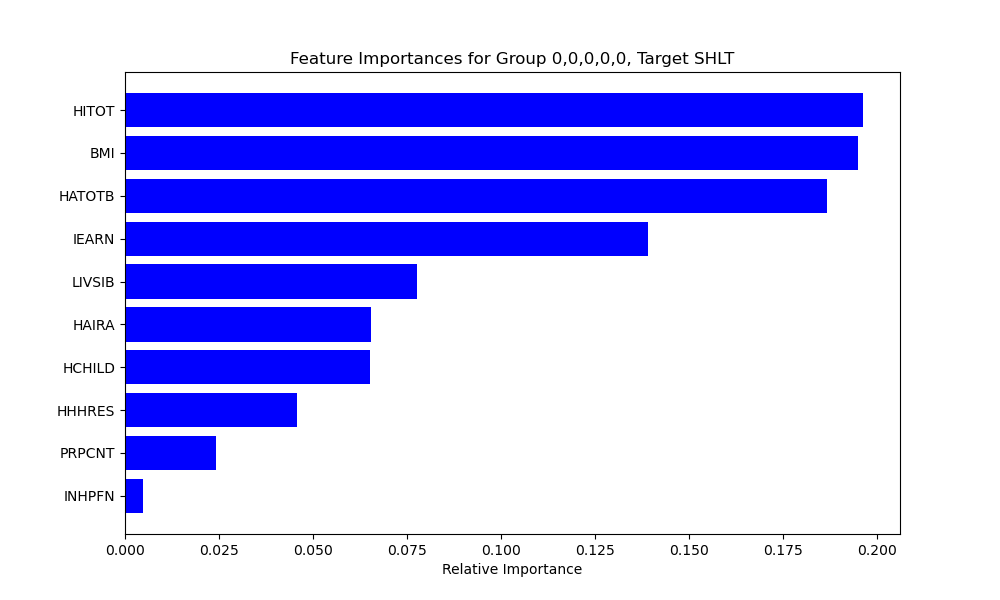 Feature Importances for Group 0,0,0,0,0, Target SHLT
HITOT
BMI
HATOTB
IEARN
LIVSIB
HAIRA
HCHILD
HHHRES
PRPCNT
INHPFN
0.000 0.025 0.050 0.075 0.100 0.125 0.150 0.175 0.200
Relative Importance